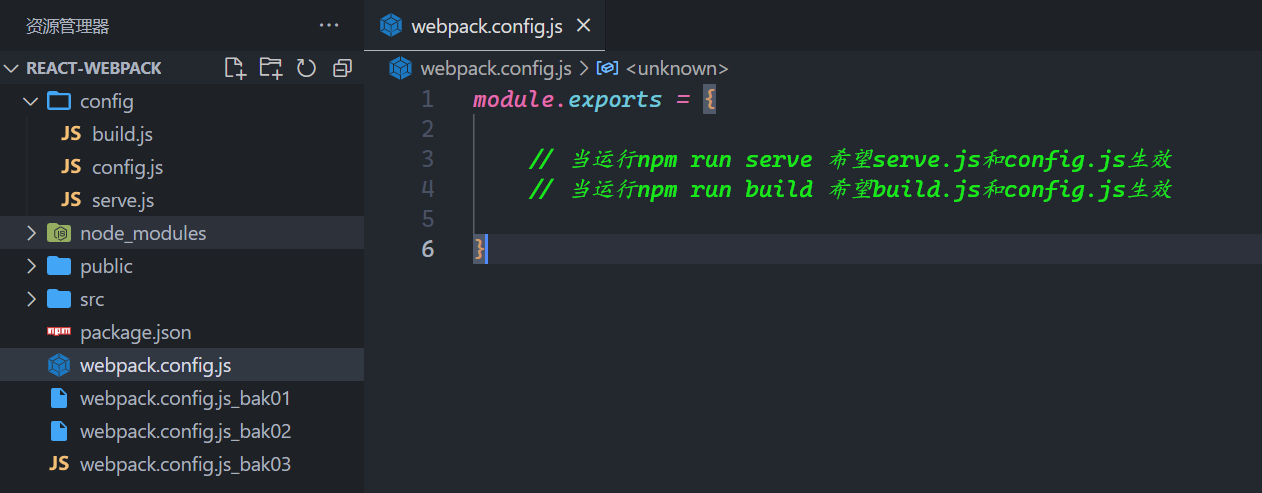 资源管理器
REACT-WEBPACK
config
JS build.js
JS config.js
JS serve.js
node_modules
public
src
npm package.json
webpack.config.js
webpack.config.js_bak01
webpack.config.js_bak02
JS webpack.config.js_bak03
webpack.config.js
webpack.config.js > <unknown>
1 module.exports = {
2
3 // 当运行npm run serve 希望serve.js和config.js生效
4 // 当运行npm run build 希望build.js和config.js生效
5
6 }